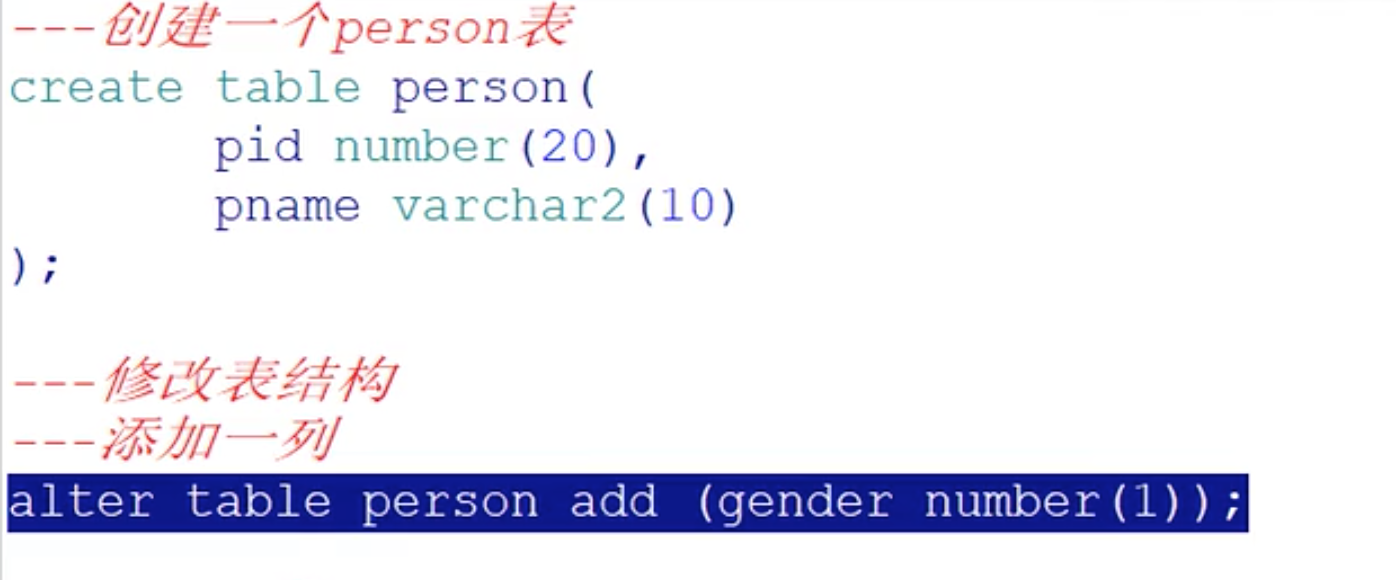 ---创建一个person表
create table person(
pid number(20),
pname varchar2(10)
);
---修改表结构
---添加一列
alter table person add (gender number(1));